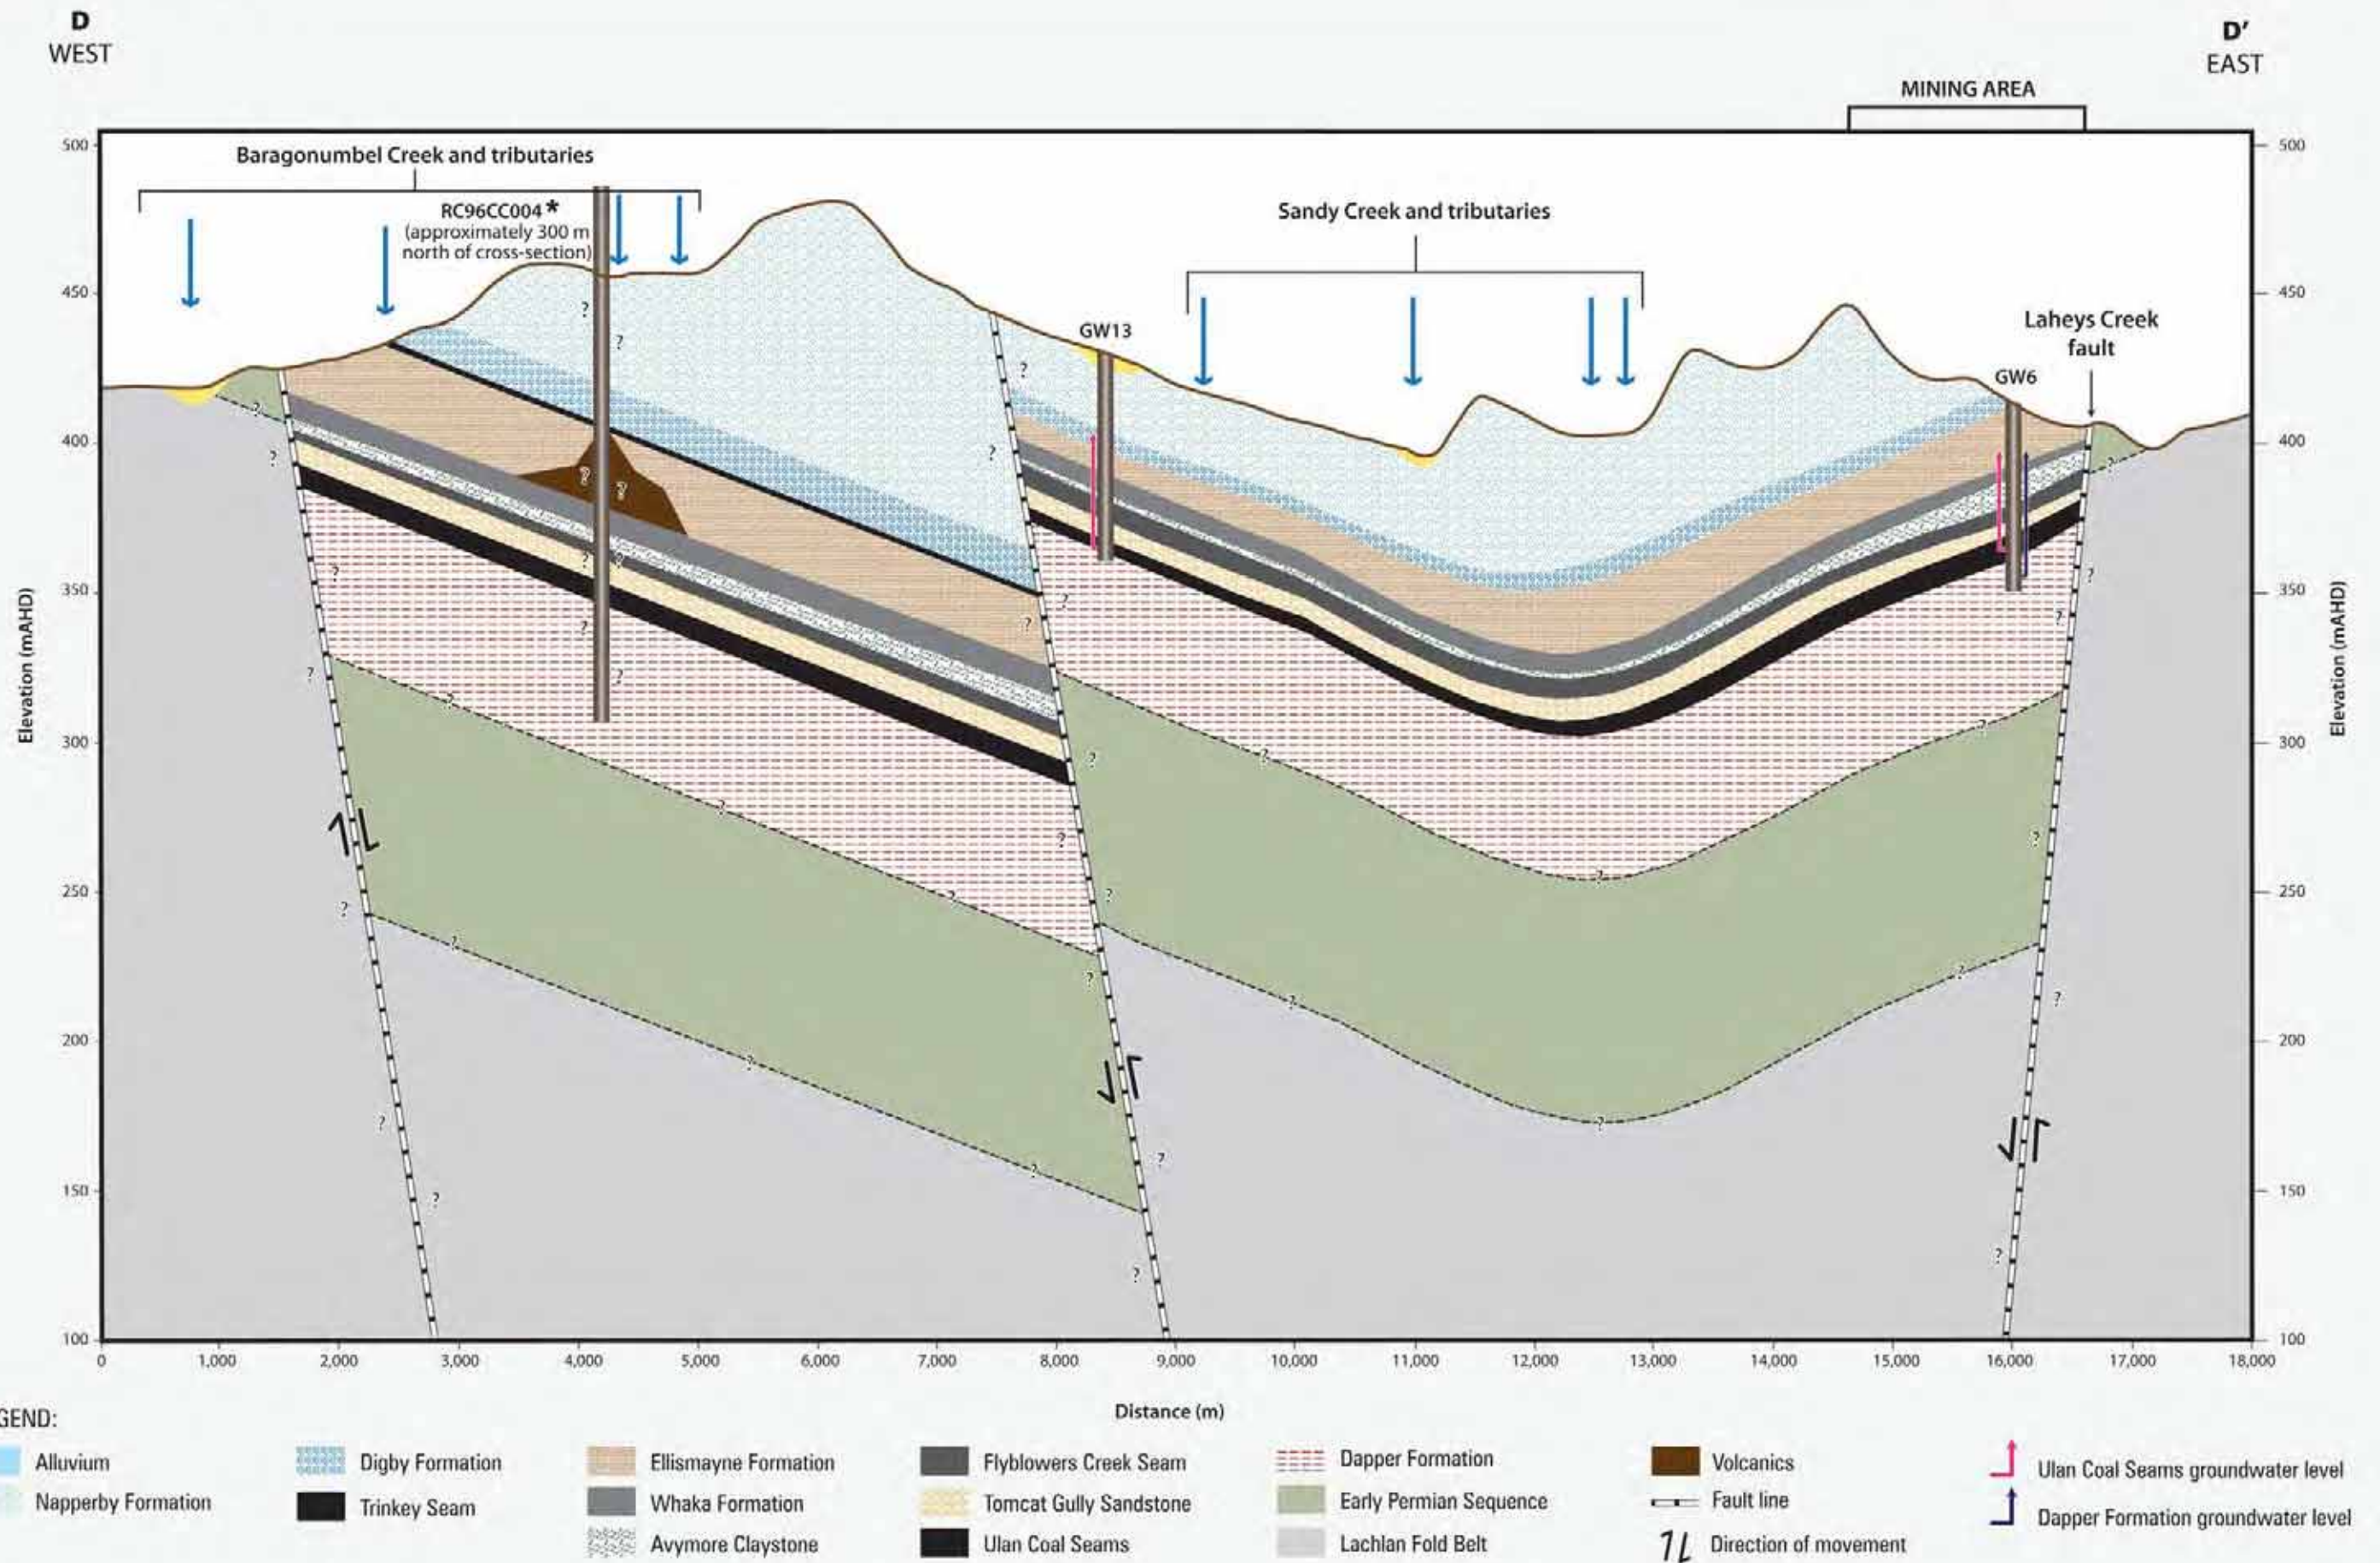 D
WEST
D'
EAST
MINING AREA
Baragonumbel Creek and tributaries
RC96CC004*
(approximately 300 m
north of cross-section)
Sandy Creek and tributaries
GW13
Laheys Creek
fault
GW6
500
450
400
350
300
250
200
150
100
Elevation (mAHD)
500
450
400
350
300
250
200
150
100
Elevation (mAHD)
0
1,000
2,000
3,000
4,000
5,000
6,000
7,000
8,000
9,000
10,000
11,000
12,000
13,000
14,000
15,000
16,000
17,000
18,000
Distance (m)
GEND:
Alluvium
Napperby Formation
Digby Formation
Trinkey Seam
Ellismayne Formation
Whaka Formation
Avymore Claystone
Flyblowers Creek Seam
Tomcat Gully Sandstone
Ulan Coal Seams
Dapper Formation
Early Permian Sequence
Lachlan Fold Belt
Volcanics
Fault line
Direction of movement
Ulan Coal Seams groundwater level
Dapper Formation groundwater level